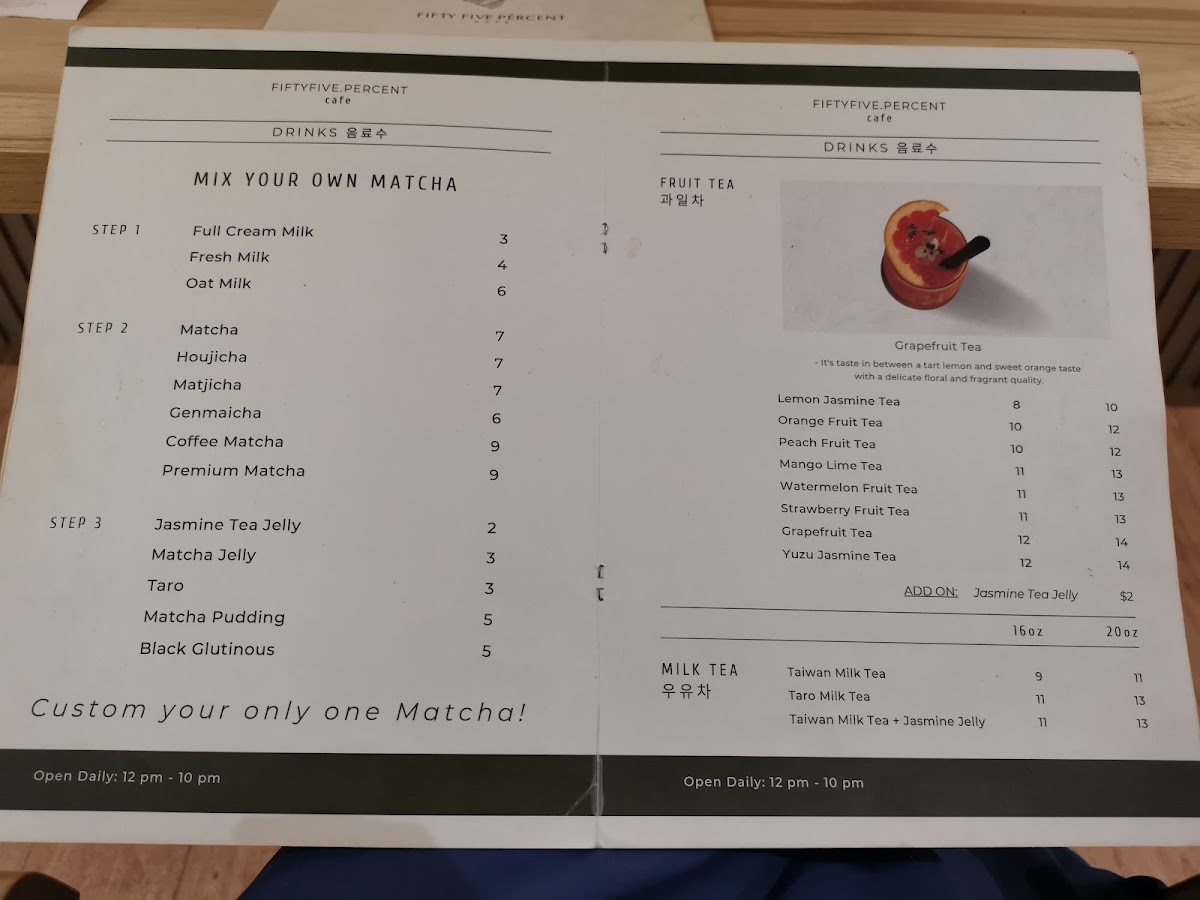 FIFTY FIVE PERCENT
FIFTYFIVE.PERCENT
cafe
DRINKS 음료수
MIX YOUR OWN MATCHA
STEP 1 Full Cream Milk 3
Fresh Milk 4
Oat Milk 6
STEP 2 Matcha 7
Houjicha 7
Matjicha 7
Genmaicha 6
Coffee Matcha 9
Premium Matcha 9
STEP 3 Jasmine Tea Jelly 2
Matcha Jelly 3
Taro 3
Matcha Pudding 5
Black Glutinous 5
Custom your only one Matcha!
Open Daily: 12 pm - 10 pm
FIFTYFIVE.PERCENT
cafe
DRINKS 음료수
FRUIT TEA
과일차
Grapefruit Tea
- It's taste in between a tart lemon and sweet orange taste
with a delicate floral and fragrant quality.
Lemon Jasmine Tea 8 10
Orange Fruit Tea 10 12
Peach Fruit Tea 10 12
Mango Lime Tea 11 13
Watermelon Fruit Tea 11 13
Strawberry Fruit Tea 11 13
Grapefruit Tea 12 14
Yuzu Jasmine Tea 12 14
ADD ON: Jasmine Tea Jelly $2
16oz 20oz
MILK TEA
우유차
Taiwan Milk Tea 9 11
Taro Milk Tea 11 13
Taiwan Milk Tea + Jasmine Jelly 11 13
Open Daily: 12 pm - 10 pm